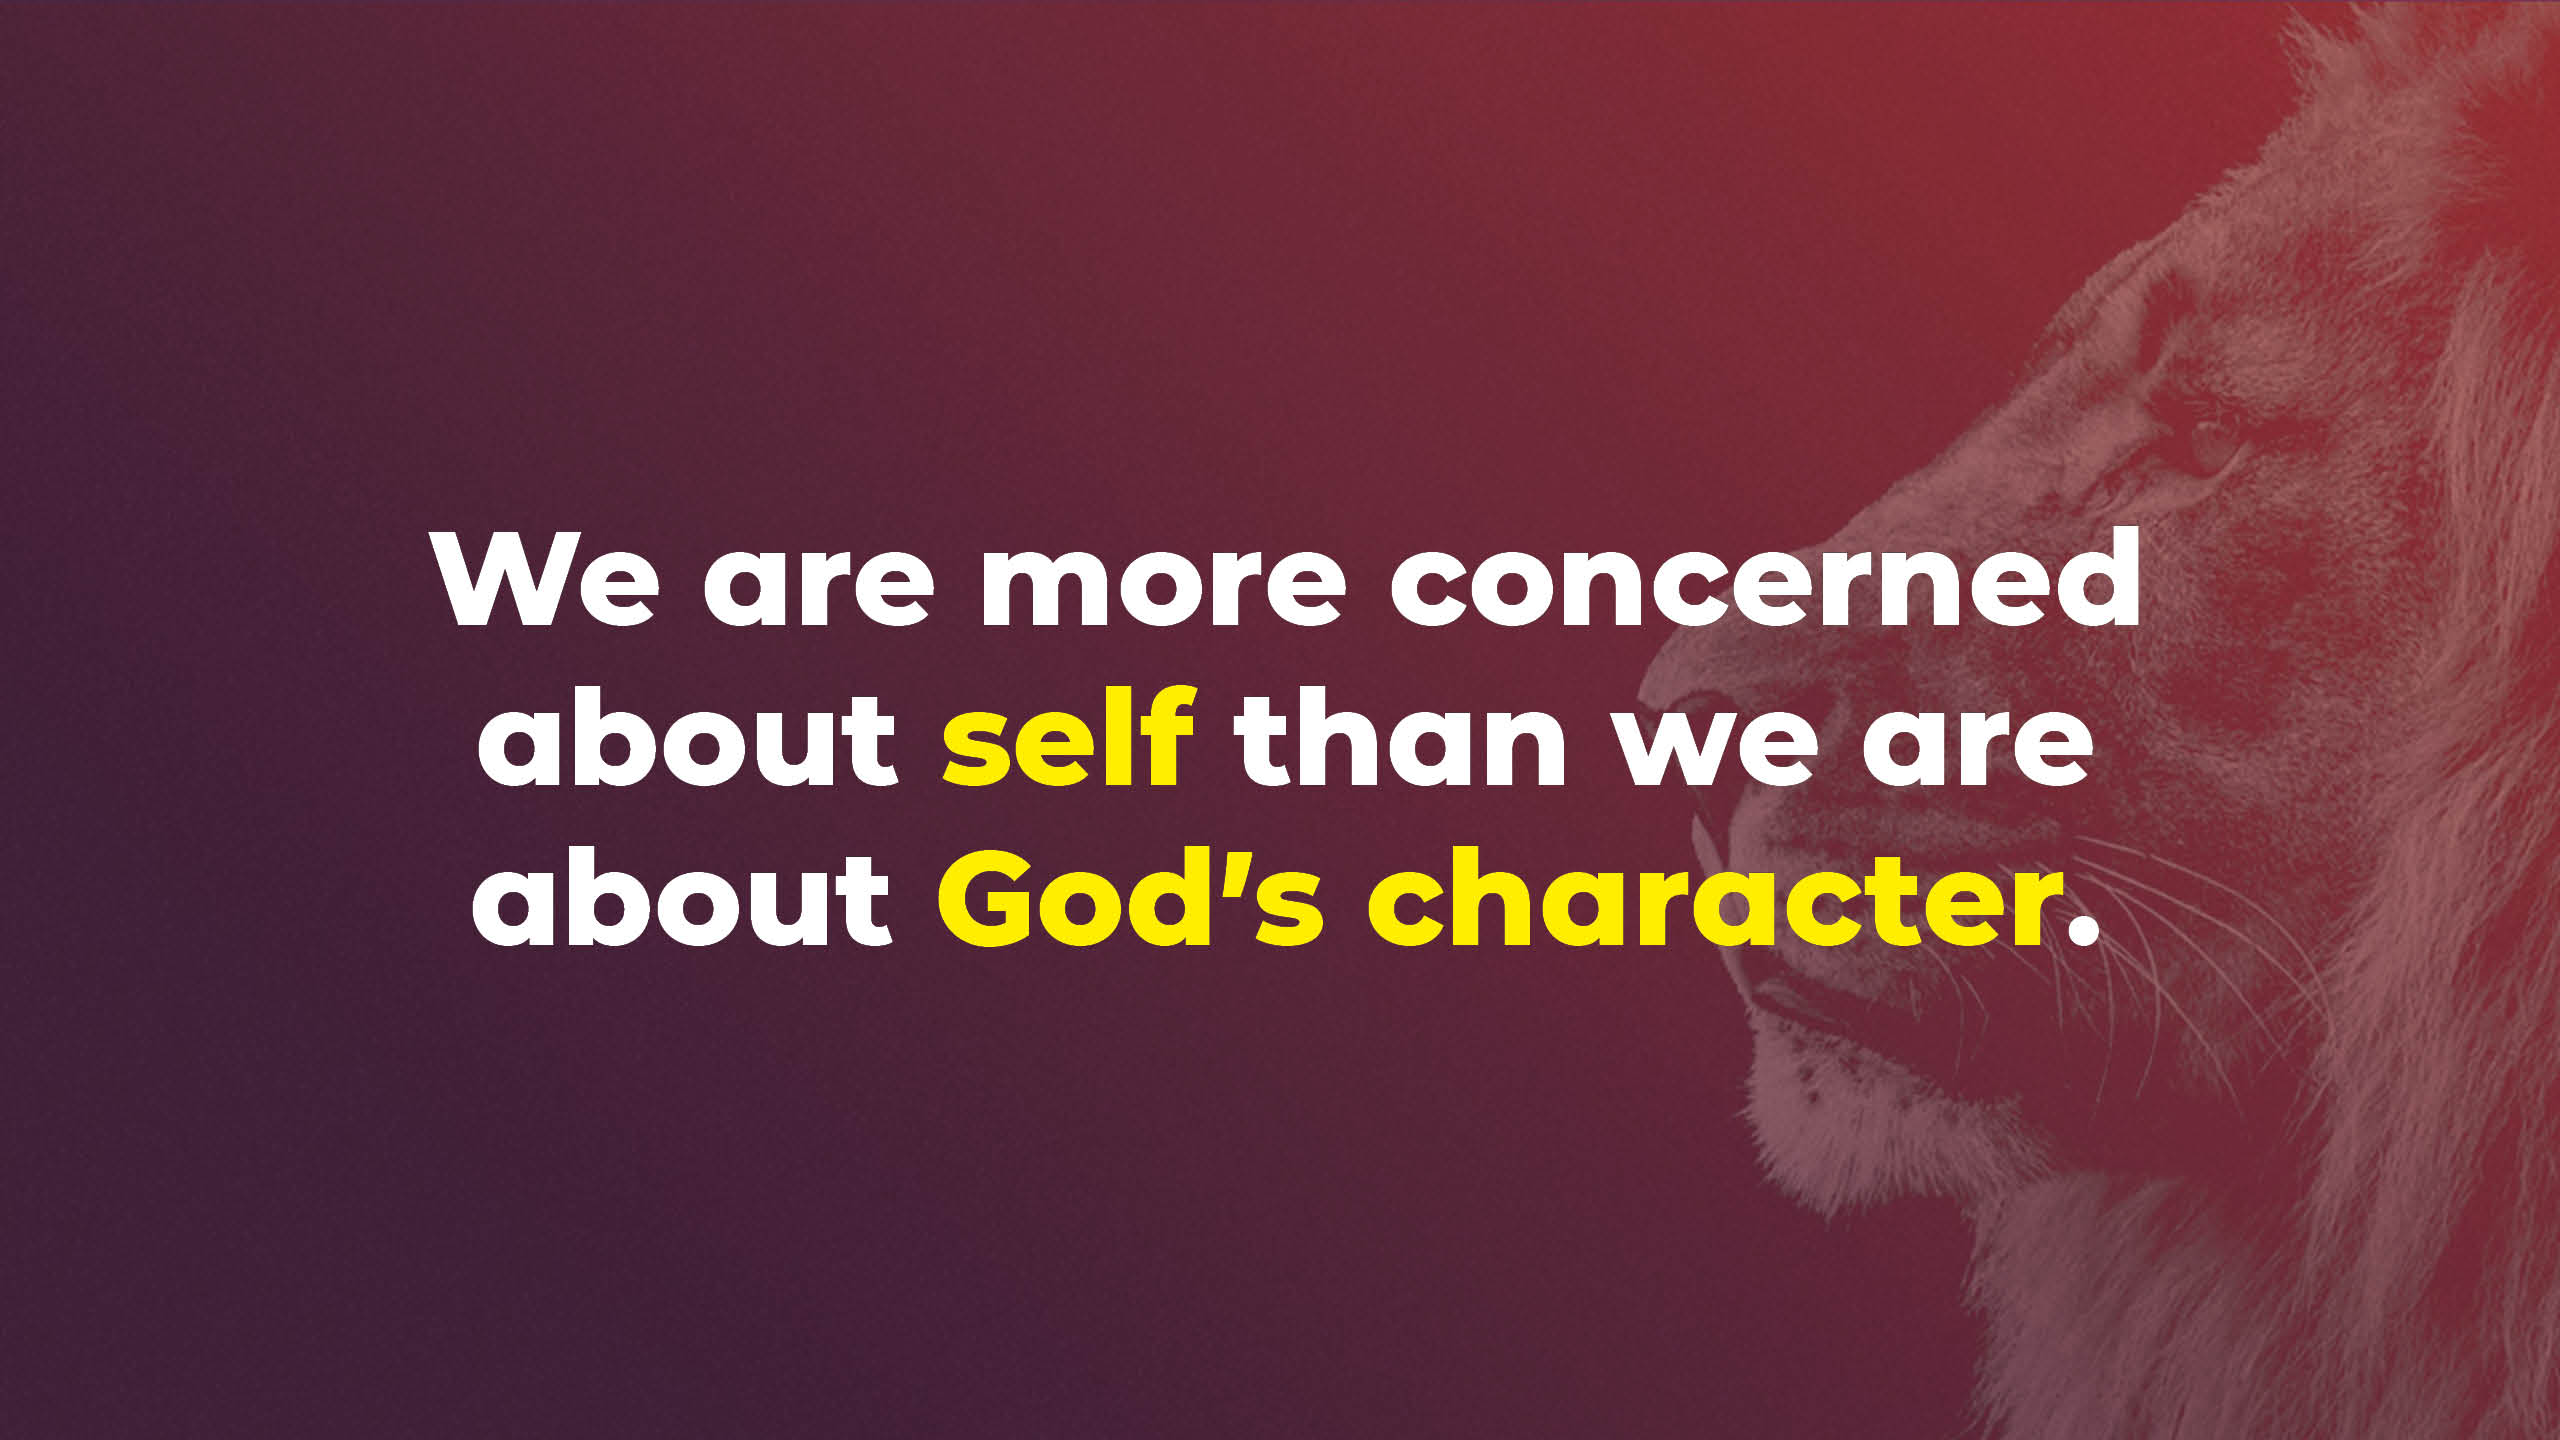 We are more concerned
about self than we are
about God's character.